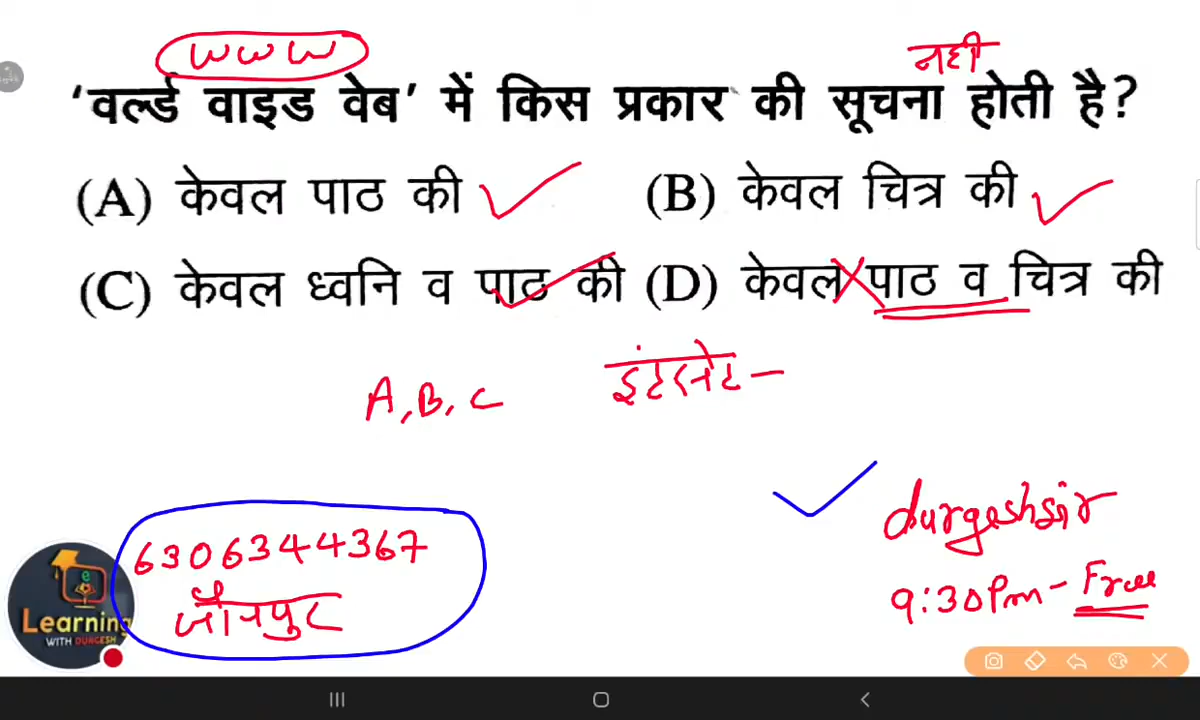 www
नही
'वर्ल्ड वाइड वेब' में किस प्रकार की सूचना होती है?
(A) केवल पाठ की (B) केवल चित्र की
(C) केवल ध्वनि व पाठ की (D) केवल पाठ व चित्र की
A, B, C इंटरनेट –
durgeshsir
6306344367
जौनपुर
9:30Pm – Free
e
Learning
WITH DURGESH